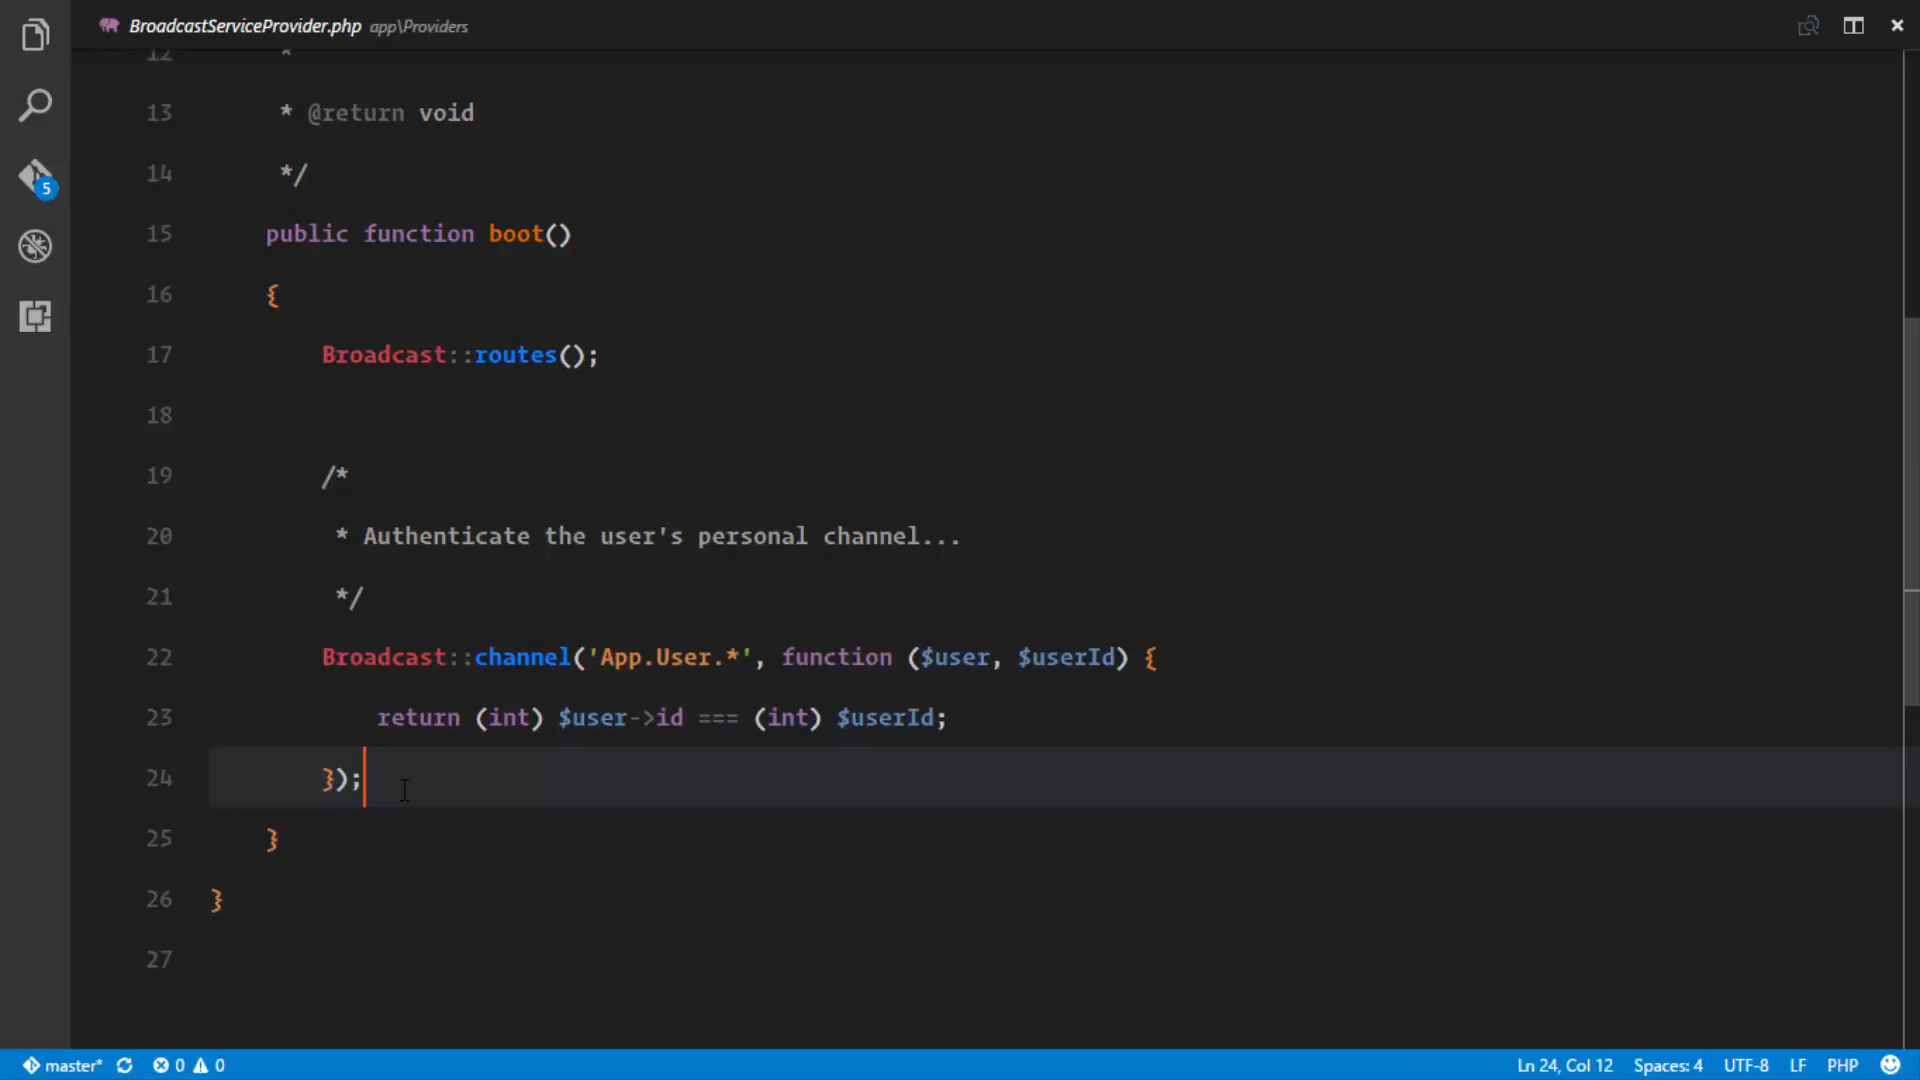 BroadcastServiceProvider.php app\Providers
12 *
13 * @return void
14 */
15 public function boot()
16 {
17 Broadcast::routes();
18
19 /*
20 * Authenticate the user's personal channel...
21 */
22 Broadcast::channel('App.User.*', function ($user, $userId) {
23 return (int) $user->id === (int) $userId;
24 });
25 }
26 }
27
5
master* 0 0 Ln 24, Col 12 Spaces: 4 UTF-8 LF PHP